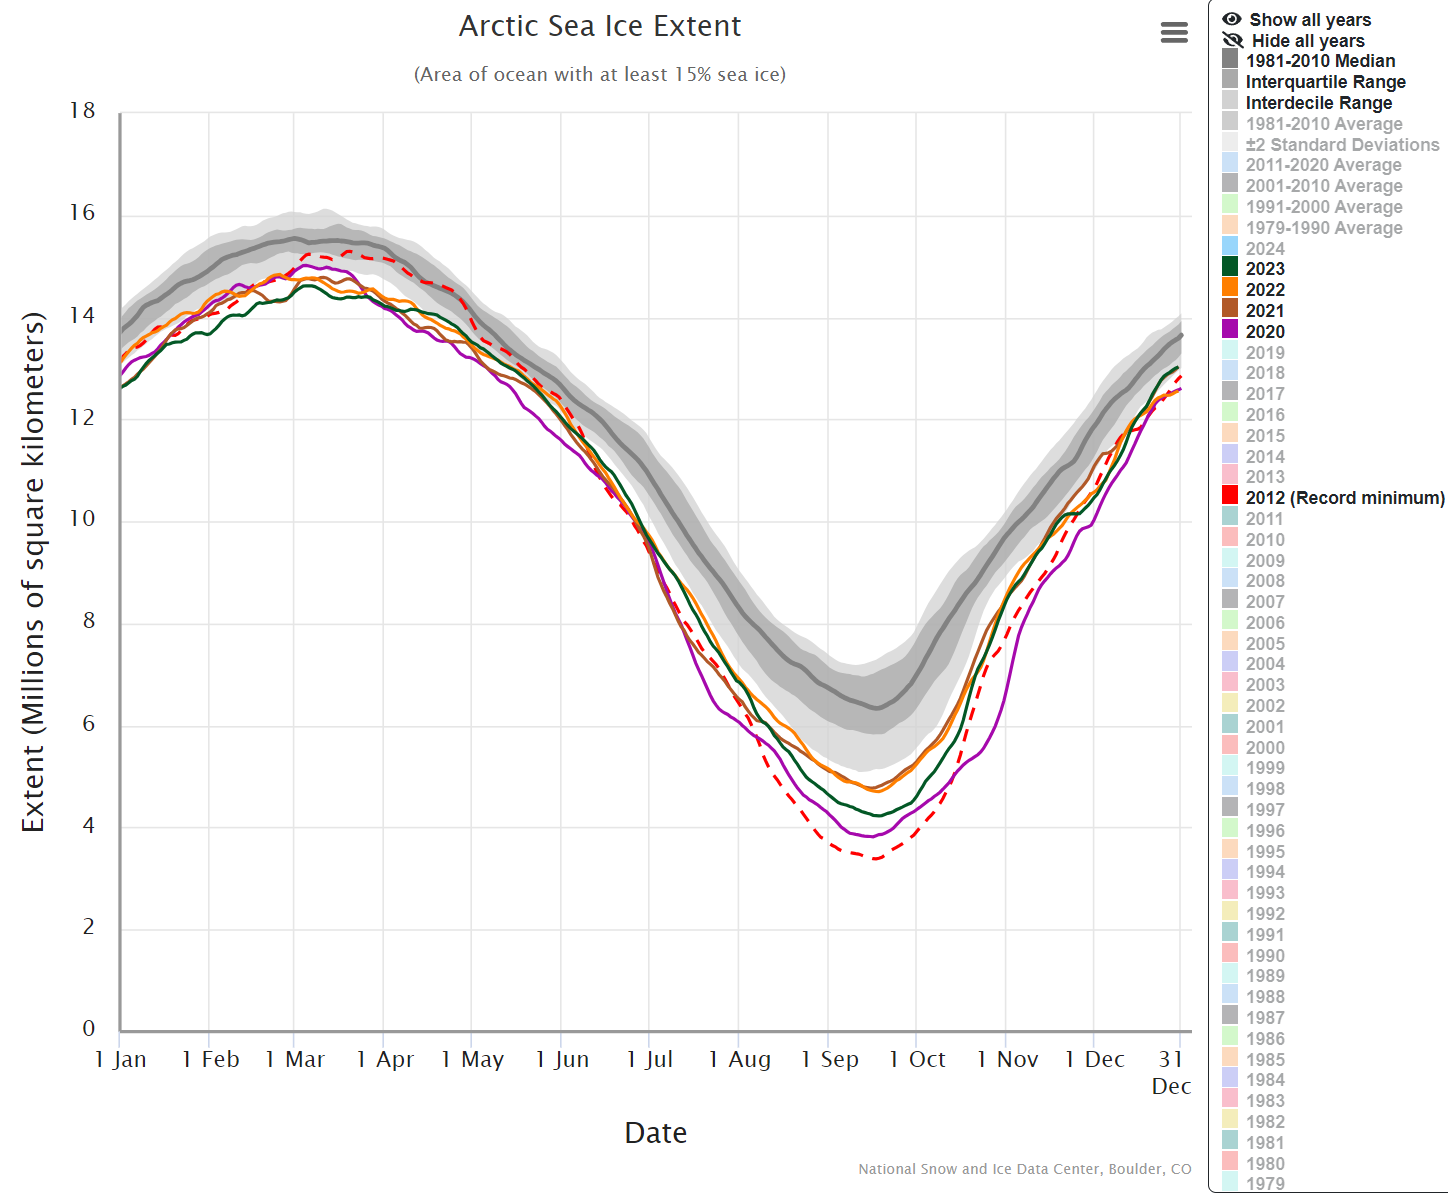 Arctic Sea Ice Extent
(Area of ocean with at least 15% sea ice)
Extent (Millions of square kilometers)
18
16
14
12
10
8
6
4
2
0
1 Jan
1 Feb
1 Mar
1 Apr
1 May
1 Jun
1 Jul
1 Aug
1 Sep
1 Oct
1 Nov
1 Dec
31
Dec
Date
National Snow and Ice Data Center, Boulder, CO
Show all years
Hide all years
1981-2010 Median
Interquartile Range
Interdecile Range
1981-2010 Average
±2 Standard Deviations
2011-2020 Average
2001-2010 Average
1991-2000 Average
1979-1990 Average
2024
2023
2022
2021
2020
2019
2018
2017
2016
2015
2014
2013
2012 (Record minimum)
2011
2010
2009
2008
2007
2006
2005
2004
2003
2002
2001
2000
1999
1998
1997
1996
1995
1994
1993
1992
1991
1990
1989
1988
1987
1986
1985
1984
1983
1982
1981
1980
1979